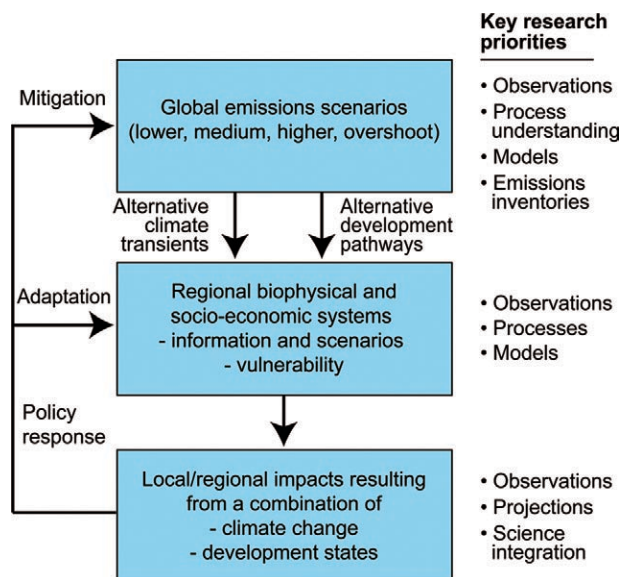 Key research
priorities
Mitigation
Global emissions scenarios
(lower, medium, higher, overshoot)
• Observations
• Process
understanding
• Models
• Emissions
inventories
Alternative
climate
transients
Alternative
development
pathways
Adaptation
Regional biophysical and
socio-economic systems
- information and scenarios
- vulnerability
• Observations
• Processes
• Models
Policy
response
Local/regional impacts resulting
from a combination of
- climate change
- development states
• Observations
• Projections
• Science
integration